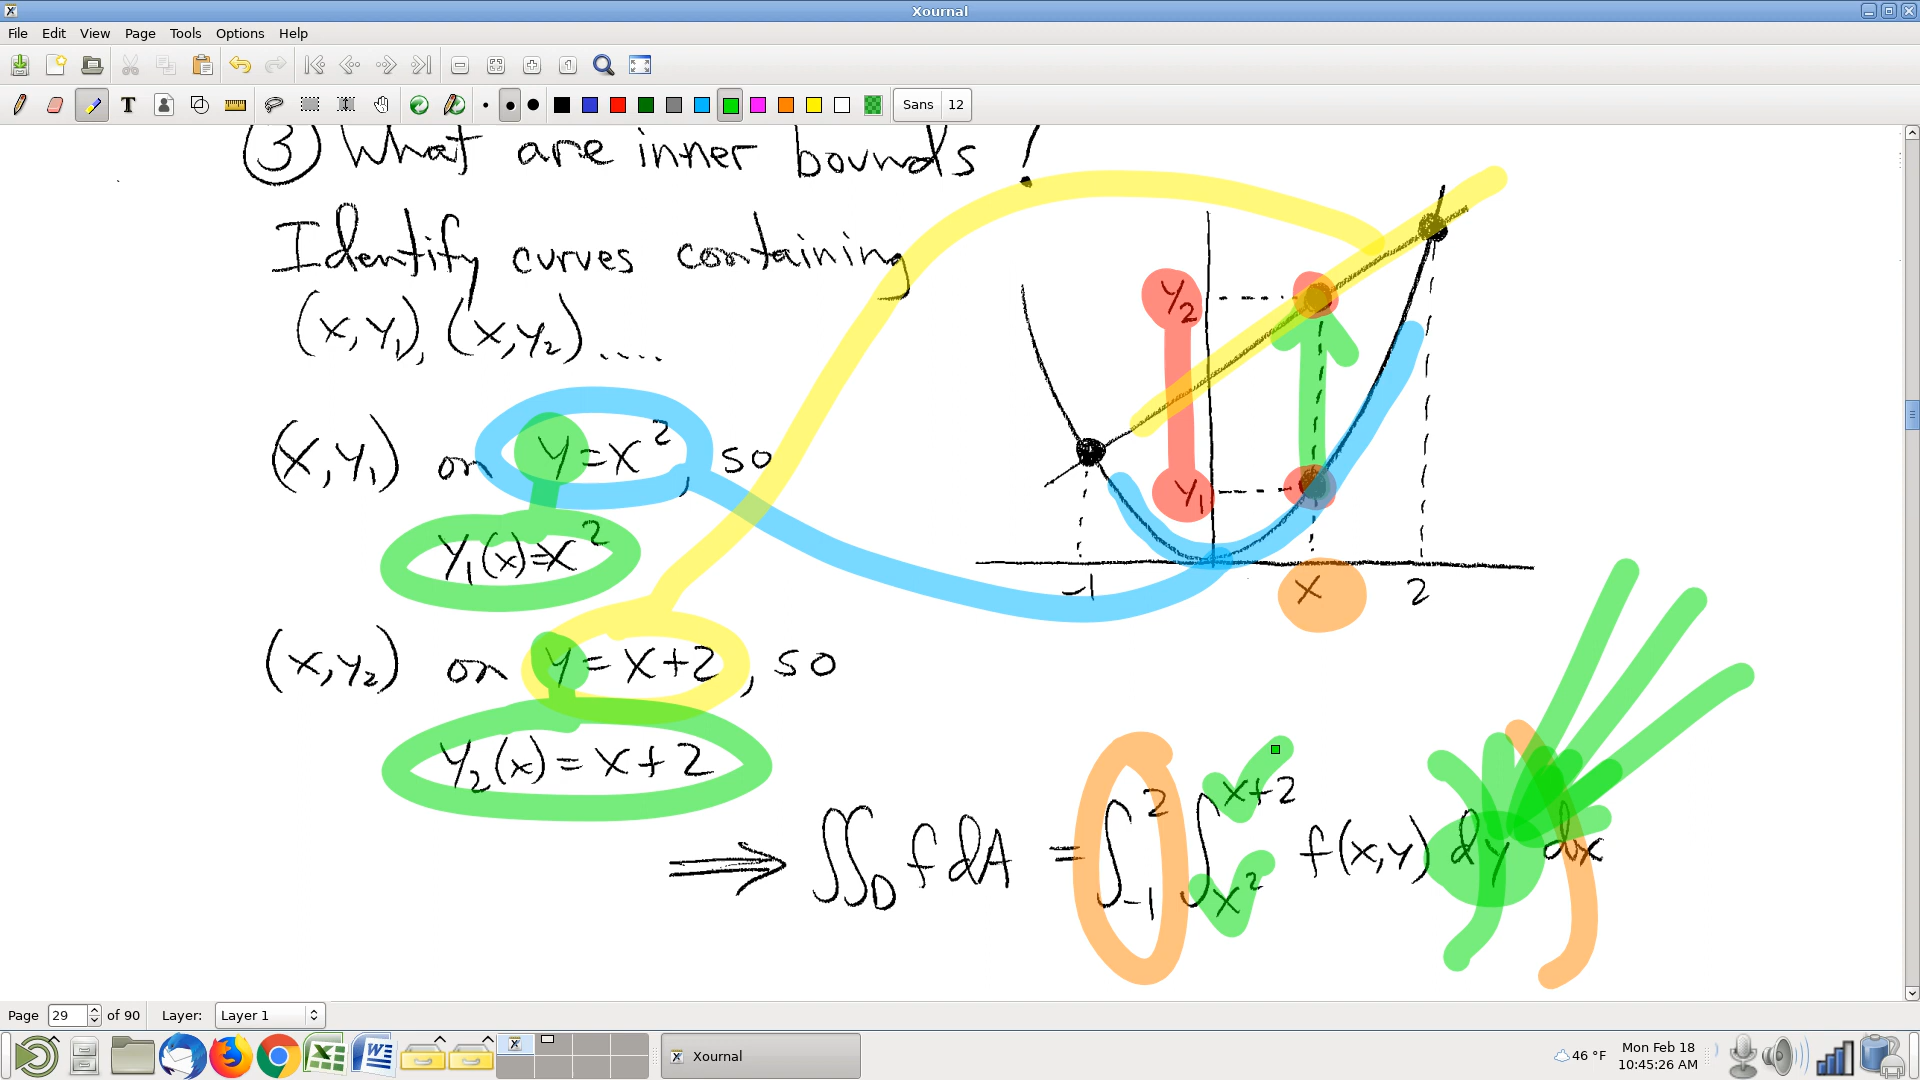 Xournal
File Edit View Page Tools Options Help
Sans 12
③ What are inner bounds?
Identify curves containing
(x,y₁), (x,y₂)....
(x,y₁) on y=x², so
y₁(x)=x²
(x,y₂) on y=x+2, so
y₂(x)=x+2
y₂
y₁
-1 x 2
⟹ ∬_D f dA = ∫_{-1}^{2} ∫_{x²}^{x+2} f(x,y) dy dx
Page 29 of 90 Layer: Layer 1
Xournal
46 °F
Mon Feb 18
10:45:26 AM